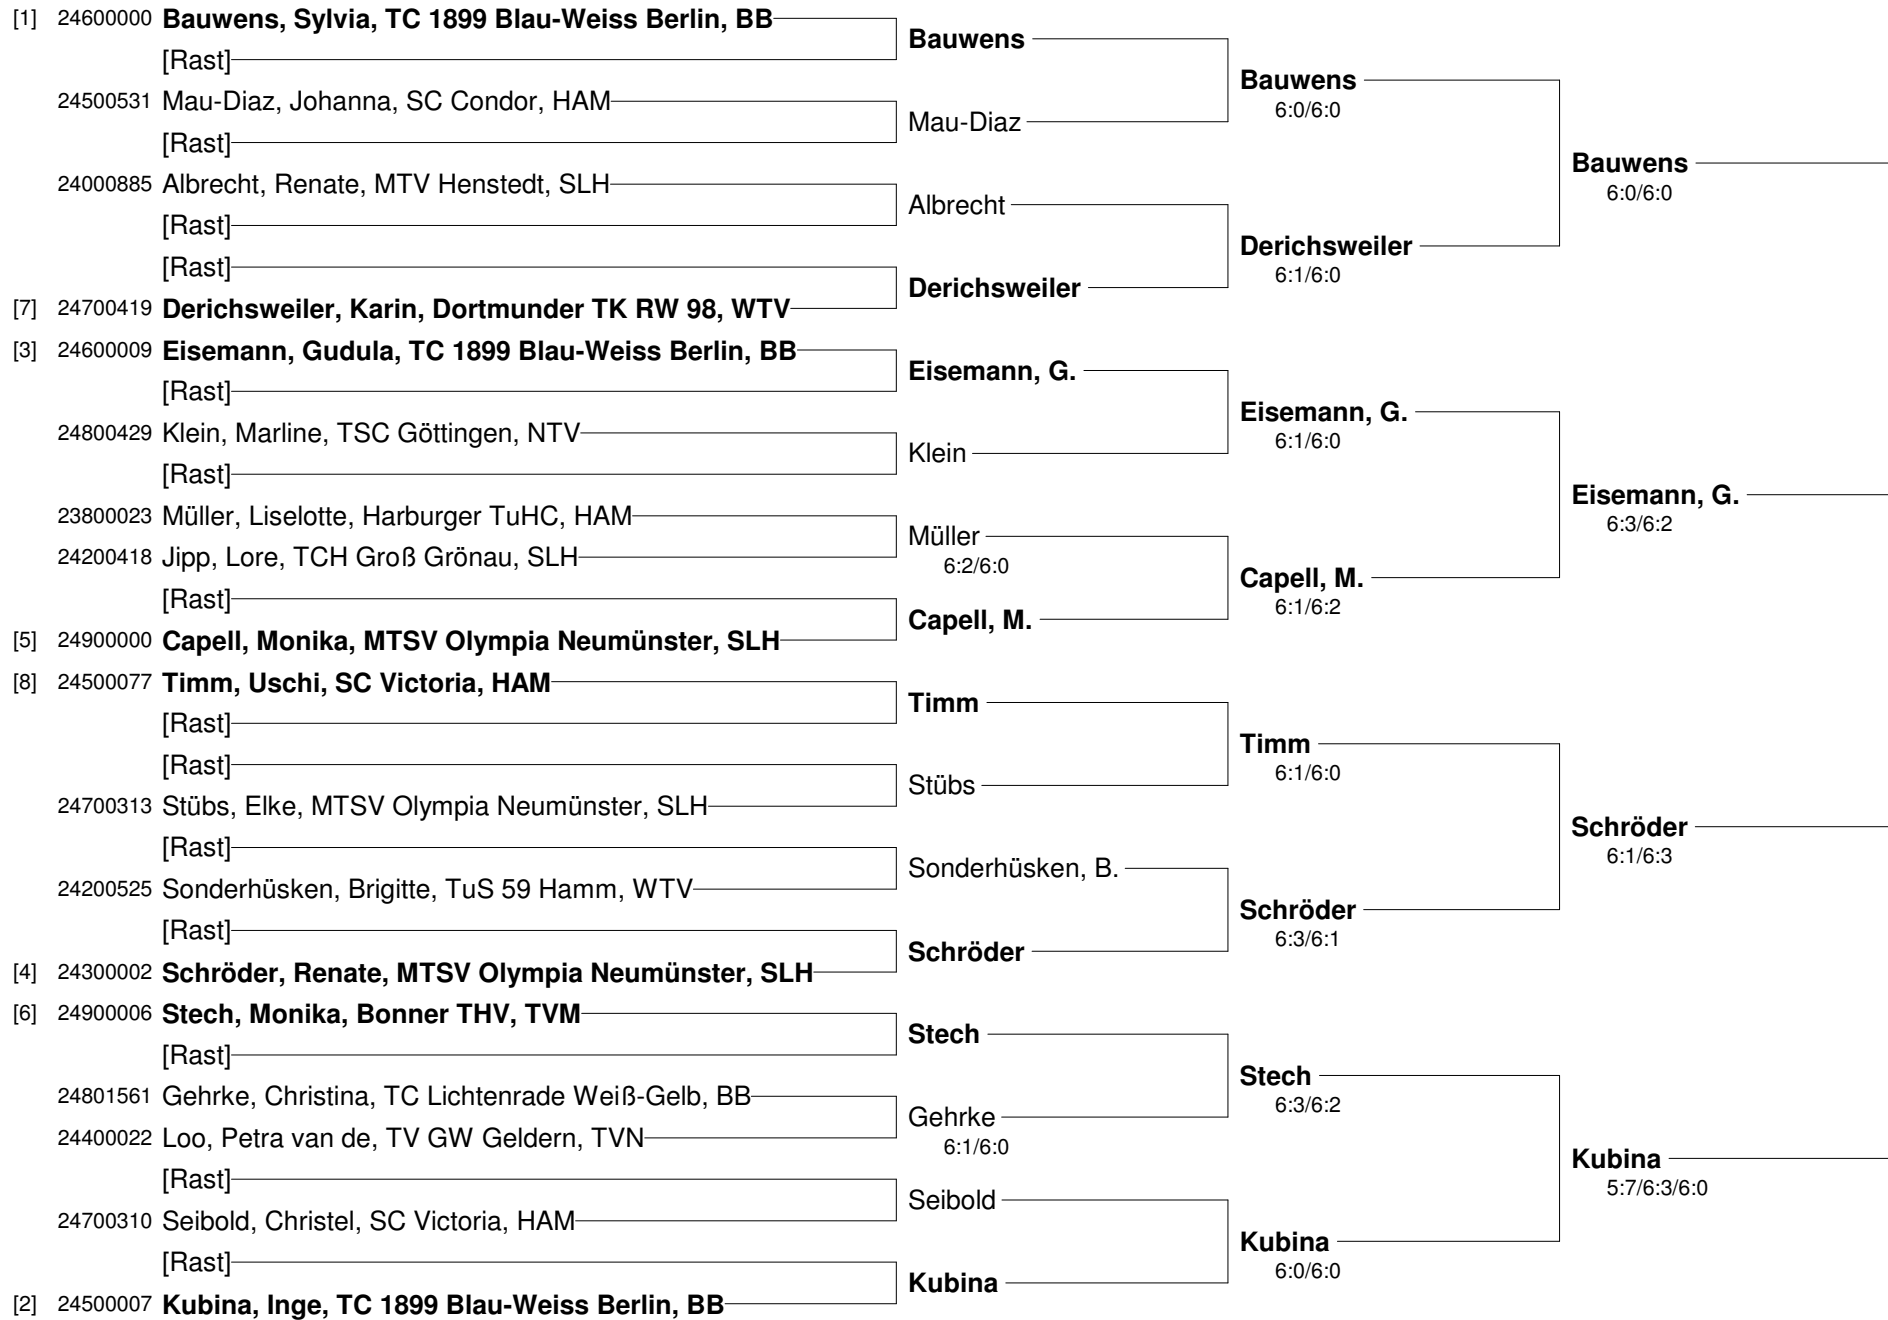 [1] 24600000 Bauwens, Sylvia, TC 1899 Blau-Weiss Berlin, BB
[Rast]
24500531 Mau-Diaz, Johanna, SC Condor, HAM
[Rast]
24000885 Albrecht, Renate, MTV Henstedt, SLH
[Rast]
[Rast]
[7] 24700419 Derichsweiler, Karin, Dortmunder TK RW 98, WTV
[3] 24600009 Eisemann, Gudula, TC 1899 Blau-Weiss Berlin, BB
[Rast]
24800429 Klein, Marline, TSC Göttingen, NTV
[Rast]
23800023 Müller, Liselotte, Harburger TuHC, HAM
24200418 Jipp, Lore, TCH Groß Grönau, SLH
[Rast]
[5] 24900000 Capell, Monika, MTSV Olympia Neumünster, SLH
[8] 24500077 Timm, Uschi, SC Victoria, HAM
[Rast]
[Rast]
24700313 Stübs, Elke, MTSV Olympia Neumünster, SLH
[Rast]
24200525 Sonderhüsken, Brigitte, TuS 59 Hamm, WTV
[Rast]
[4] 24300002 Schröder, Renate, MTSV Olympia Neumünster, SLH
[6] 24900006 Stech, Monika, Bonner THV, TVM
[Rast]
24801561 Gehrke, Christina, TC Lichtenrade Weiß-Gelb, BB
24400022 Loo, Petra van de, TV GW Geldern, TVN
[Rast]
24700310 Seibold, Christel, SC Victoria, HAM
[Rast]
[2] 24500007 Kubina, Inge, TC 1899 Blau-Weiss Berlin, BB
Bauwens
Mau-Diaz
Albrecht
Derichsweiler
Eisemann, G.
Klein
Müller
6:2/6:0
Capell, M.
Timm
Stübs
Sonderhüsken, B.
Schröder
Stech
Gehrke
6:1/6:0
Seibold
Kubina
Bauwens
6:0/6:0
Derichsweiler
6:1/6:0
Eisemann, G.
6:1/6:0
Capell, M.
6:1/6:2
Timm
6:1/6:0
Schröder
6:3/6:1
Stech
6:3/6:2
Kubina
6:0/6:0
Bauwens
6:0/6:0
Eisemann, G.
6:3/6:2
Schröder
6:1/6:3
Kubina
5:7/6:3/6:0